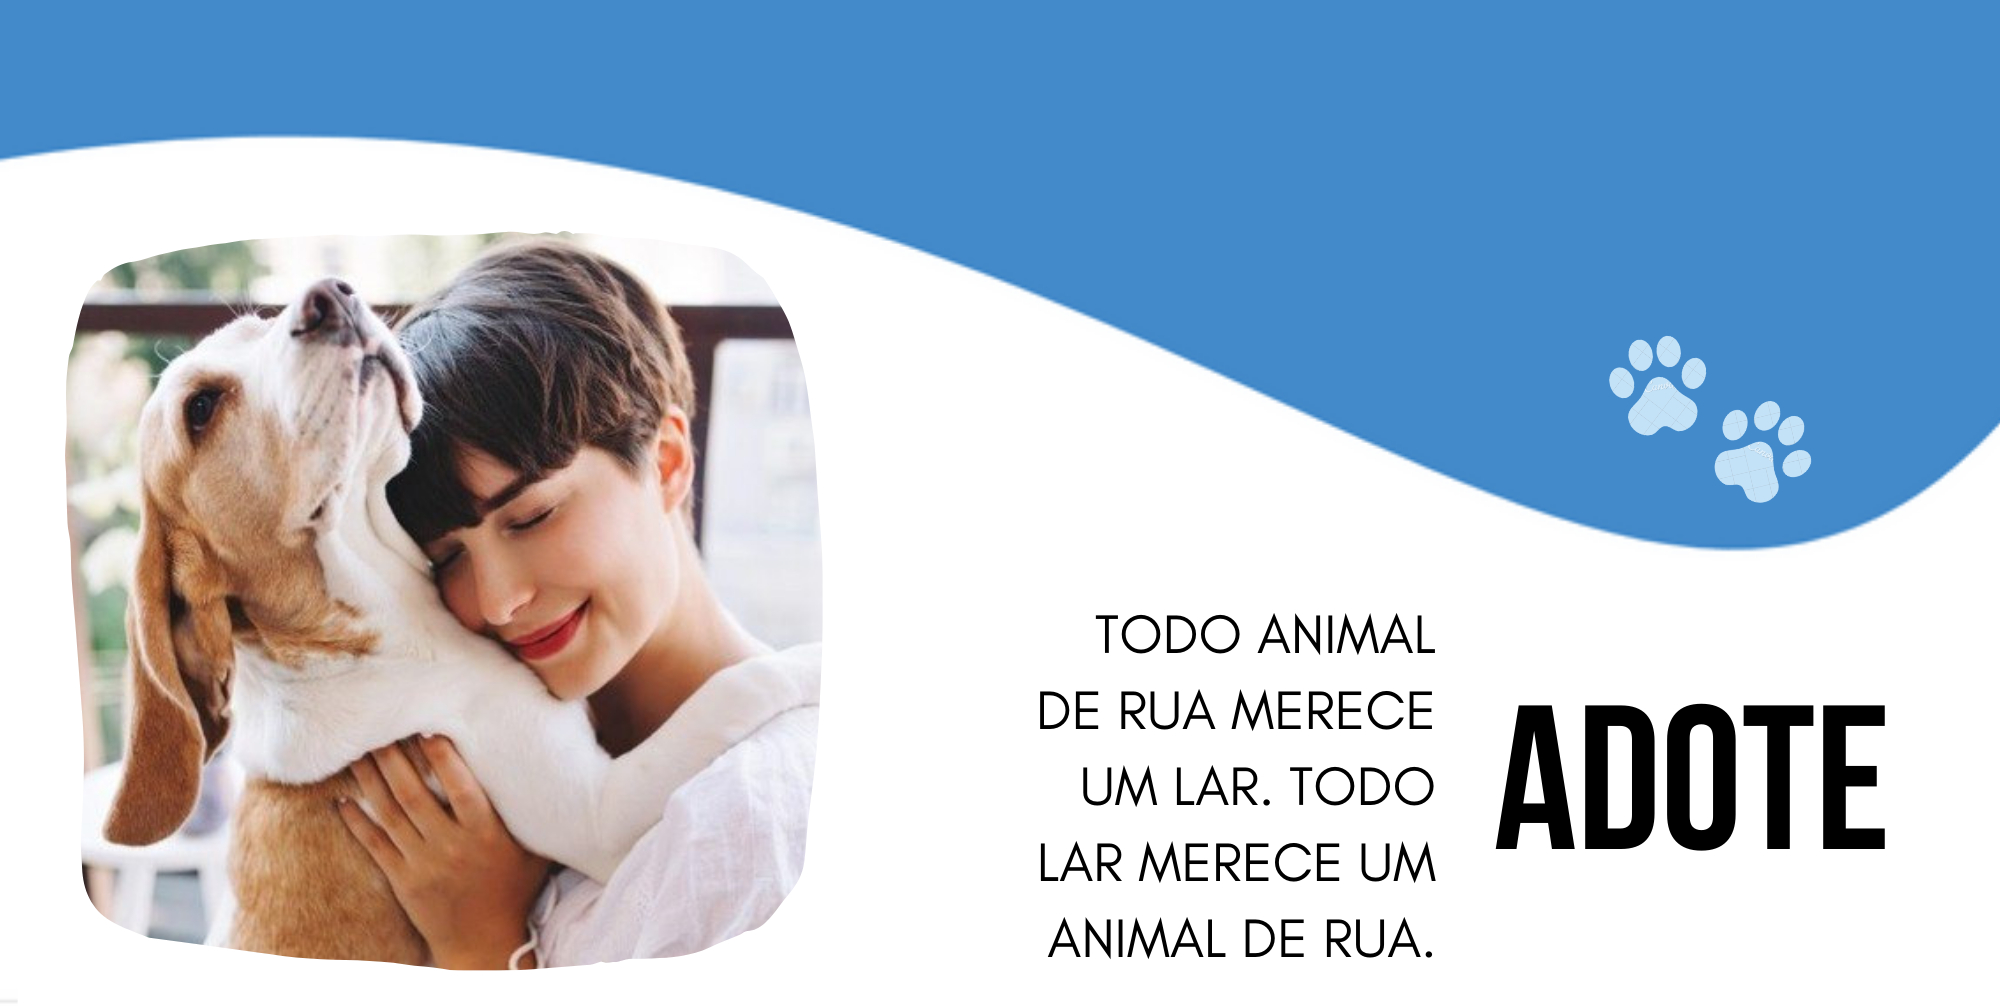 TODO ANIMAL
DE RUA MERECE
UM LAR. TODO
LAR MERECE UM
ANIMAL DE RUA.
ADOTE